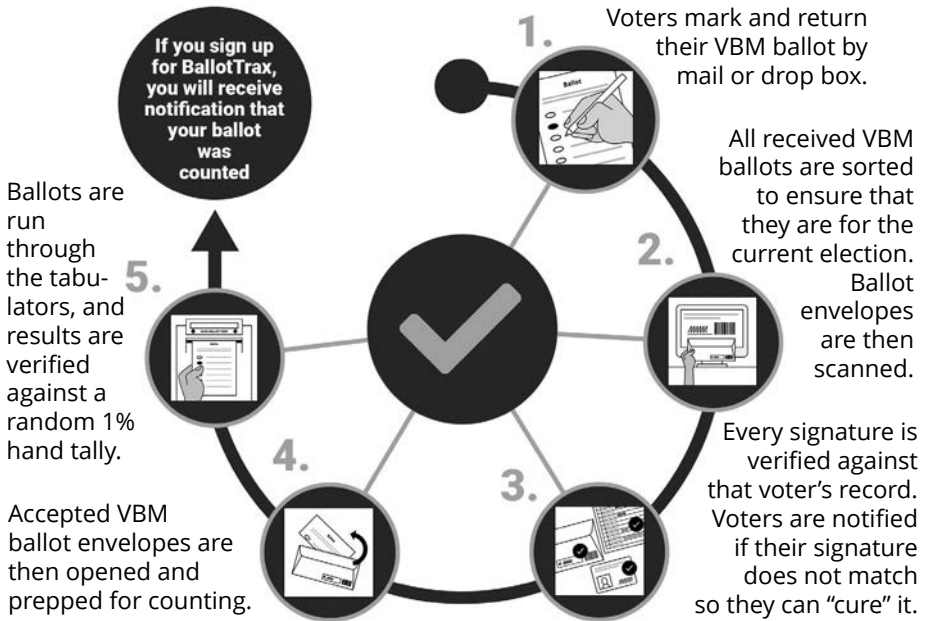 1.
Voters mark and return
their VBM ballot by
mail or drop box.
Ballot
2.
All received VBM
ballots are sorted
to ensure that
they are for the
current election.
Ballot
envelopes
are then
scanned.
3.
Every signature is
verified against
that voter’s record.
Voters are notified
if their signature
does not match
so they can “cure” it.
4.
Accepted VBM
ballot envelopes are
then opened and
prepped for counting.
5.
Ballots are
run
through
the tabu-
lators, and
results are
verified
against a
random 1%
hand tally.
If you sign up
for BallotTrax,
you will receive
notification that
your ballot
was
counted